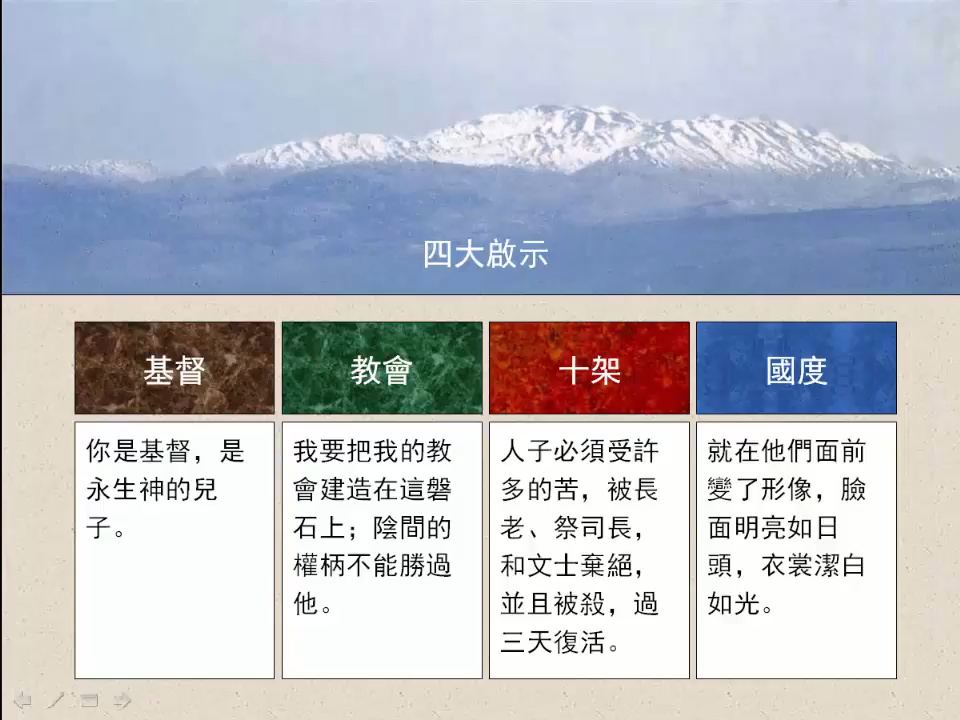 四大啟示
基督
教會
十架
國度
你是基督，是
永生神的兒
子。
我要把我的教
會建造在這磐
石上；陰間的
權柄不能勝過
他。
人子必須受許
多的苦，被長
老、祭司長，
和文士棄絕，
並且被殺，過
三天復活。
就在他們面前
變了形像，臉
面明亮如日
頭，衣裳潔白
如光。